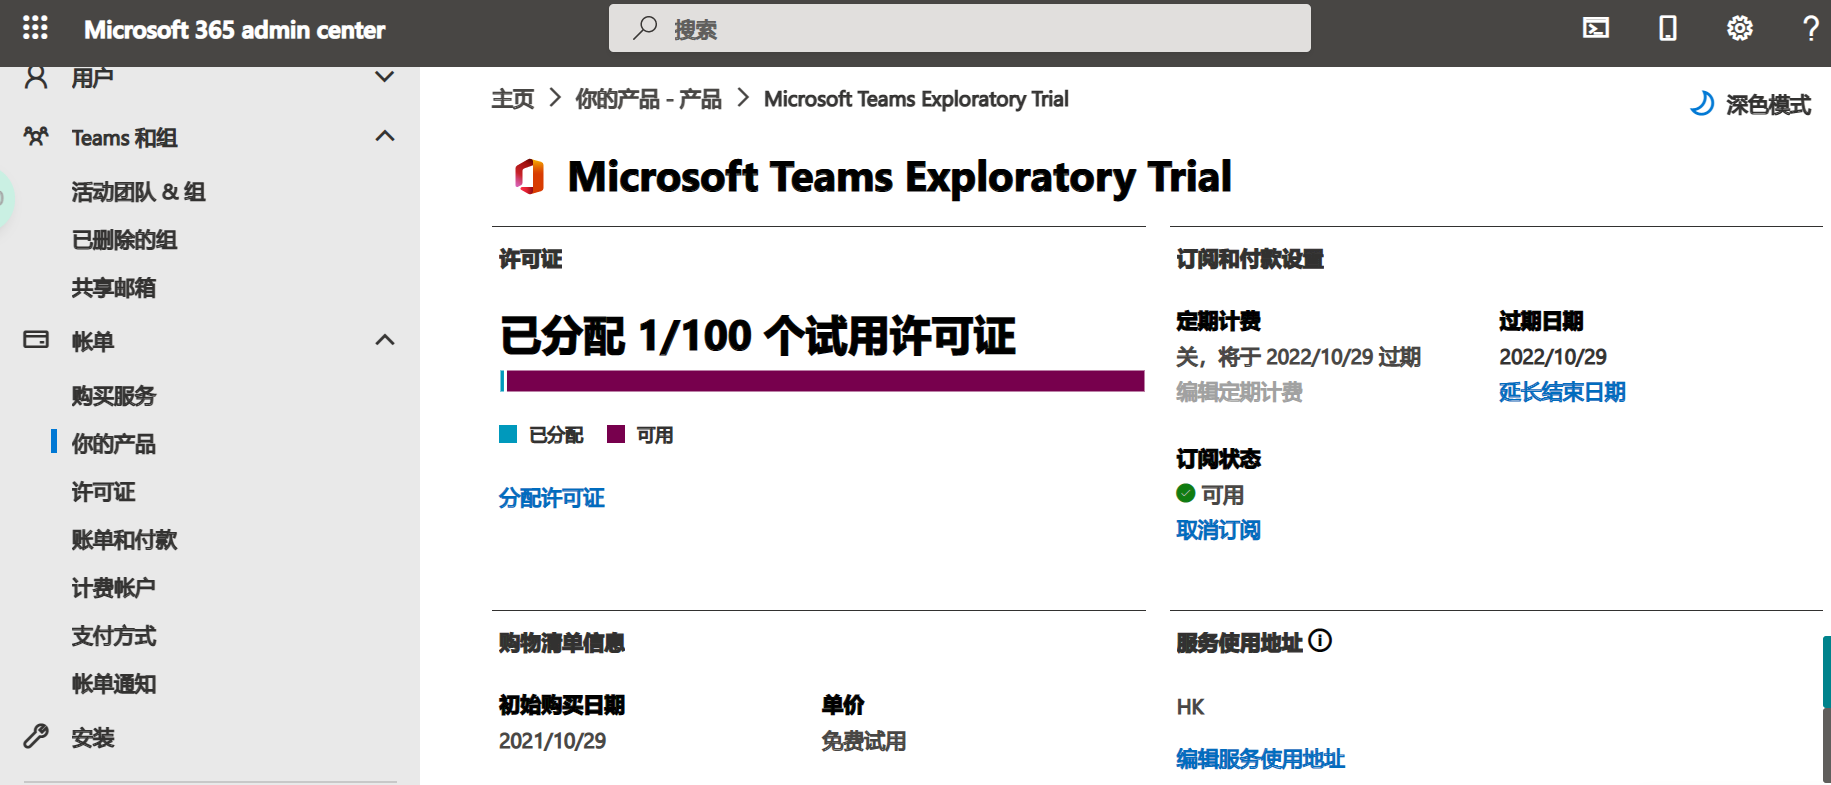 Microsoft 365 admin center
搜索
用户
Teams 和组
活动团队 & 组
已删除的组
共享邮箱
帐单
购买服务
你的产品
许可证
账单和付款
计费帐户
支付方式
帐单通知
安装
主页 > 你的产品 - 产品 > Microsoft Teams Exploratory Trial
深色模式
Microsoft Teams Exploratory Trial
许可证
已分配 1/100 个试用许可证
已分配 可用
分配许可证
订阅和付款设置
定期计费
关，将于 2022/10/29 过期
编辑定期计费
过期日期
2022/10/29
延长结束日期
订阅状态
可用
取消订阅
购物清单信息
初始购买日期
2021/10/29
单价
免费试用
服务使用地址
HK
编辑服务使用地址